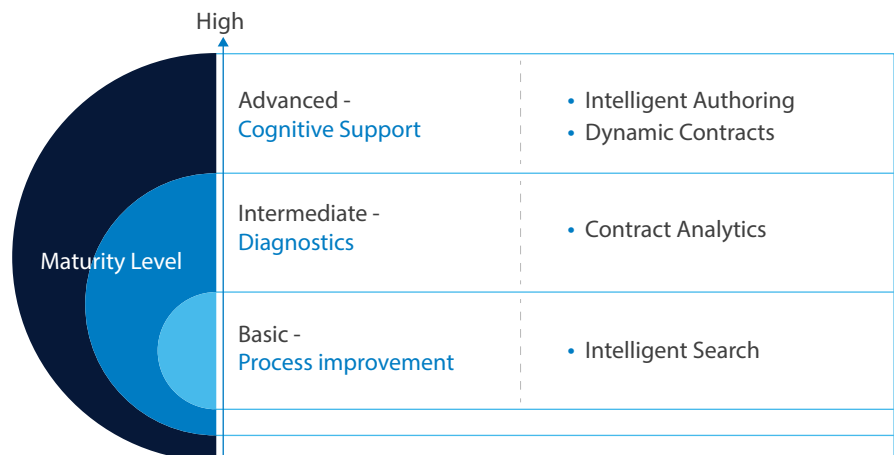 High
Advanced -
Cognitive Support
• Intelligent Authoring
• Dynamic Contracts
Intermediate -
Diagnostics
• Contract Analytics
Maturity Level
Basic -
Process improvement
• Intelligent Search